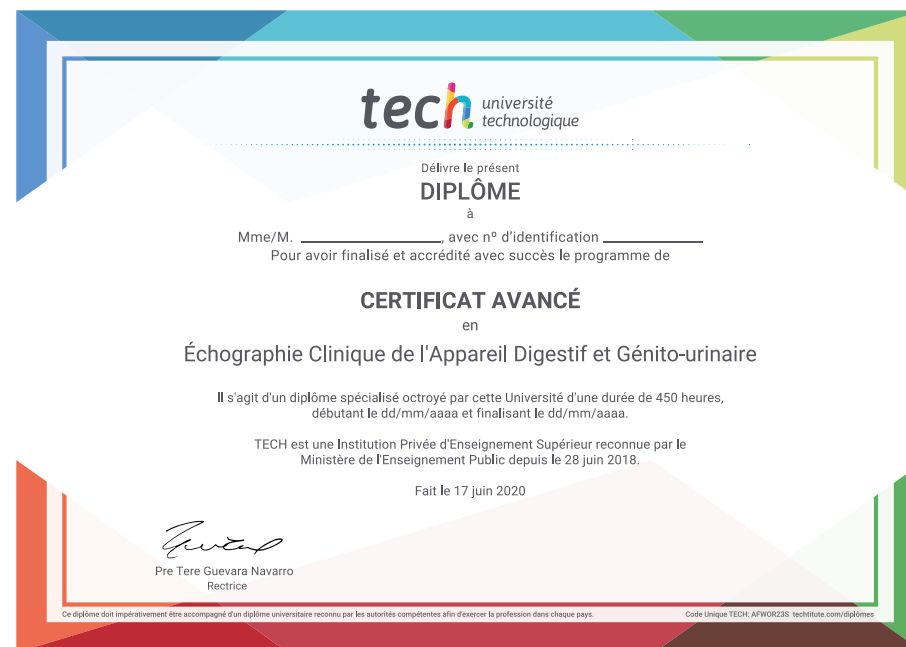 tech université
technologique
Délivre le présent
DIPLÔME
à
Mme/M. ____________________, avec nº d'identification ______________
Pour avoir finalisé et accrédité avec succès le programme de
CERTIFICAT AVANCÉ
en
Échographie Clinique de l'Appareil Digestif et Génito-urinaire
Il s'agit d'un diplôme spécialisé octroyé par cette Université d'une durée de 450 heures,
débutant le dd/mm/aaaa et finalisant le dd/mm/aaaa.
TECH est une Institution Privée d'Enseignement Supérieur reconnue par le
Ministère de l'Enseignement Public depuis le 28 juin 2018.
Fait le 17 juin 2020
Pre Tere Guevara Navarro
Rectrice
Ce diplôme doit impérativement être accompagné d'un diplôme universitaire reconnu par les autorités compétentes afin d'exercer la profession dans chaque pays.
Code Unique TECH: AFWOR23S techtitute.com/diplômes